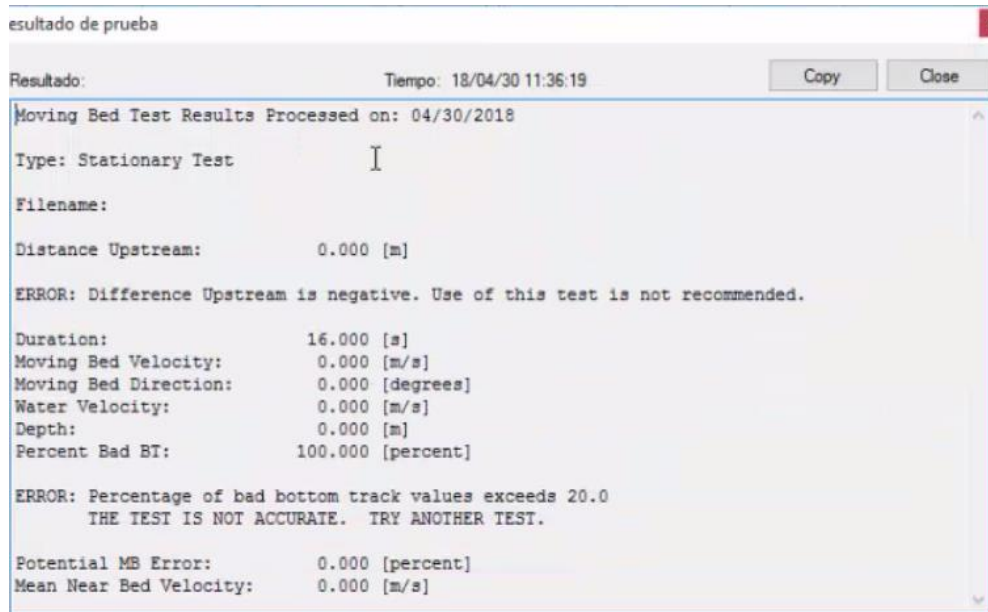 esultado de prueba
Resultado: Tiempo: 18/04/30 11:36:19 Copy Close
Moving Bed Test Results Processed on: 04/30/2018
Type: Stationary Test
Filename:
Distance Upstream: 0.000 [m]
ERROR: Difference Upstream is negative. Use of this test is not recommended.
Duration: 16.000 [s]
Moving Bed Velocity: 0.000 [m/s]
Moving Bed Direction: 0.000 [degrees]
Water Velocity: 0.000 [m/s]
Depth: 0.000 [m]
Percent Bad BT: 100.000 [percent]
ERROR: Percentage of bad bottom track values exceeds 20.0
THE TEST IS NOT ACCURATE. TRY ANOTHER TEST.
Potential MB Error: 0.000 [percent]
Mean Near Bed Velocity: 0.000 [m/s]